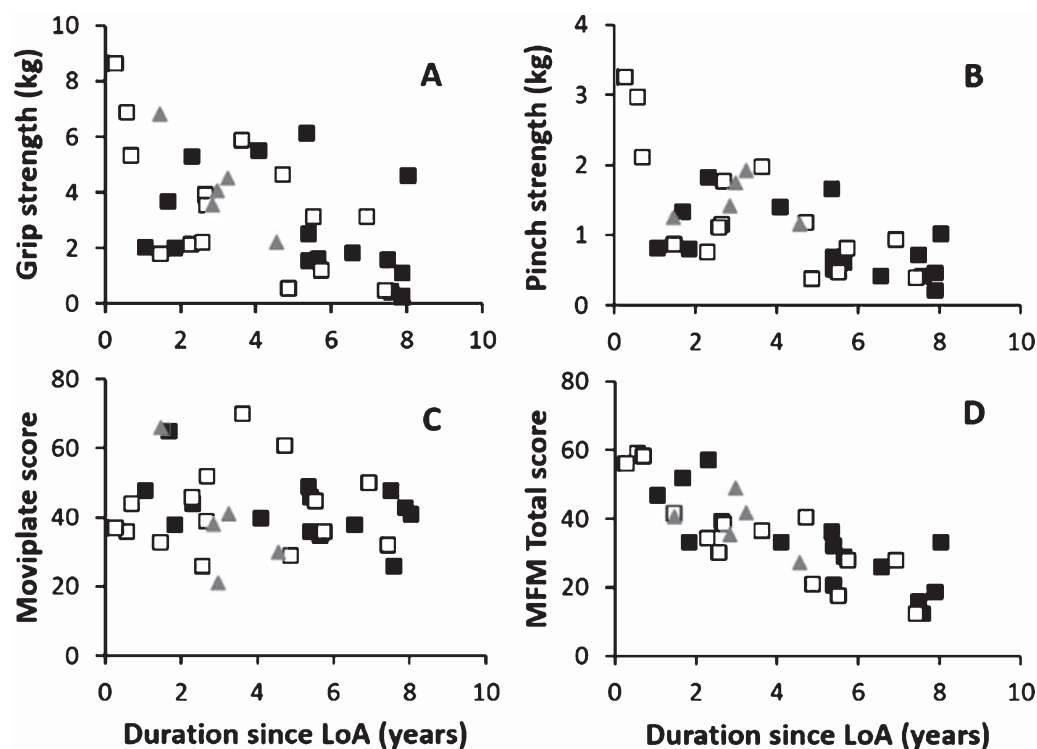 A
Grip strength (kg)
10
8
6
4
2
0
0 2 4 6 8 10
B
Pinch strength (kg)
4
3
2
1
0
0 2 4 6 8 10
C
Moviplate score
80
60
40
20
0
0 2 4 6 8 10
Duration since LoA (years)
D
MFM Total score
80
60
40
20
0
0 2 4 6 8 10
Duration since LoA (years)